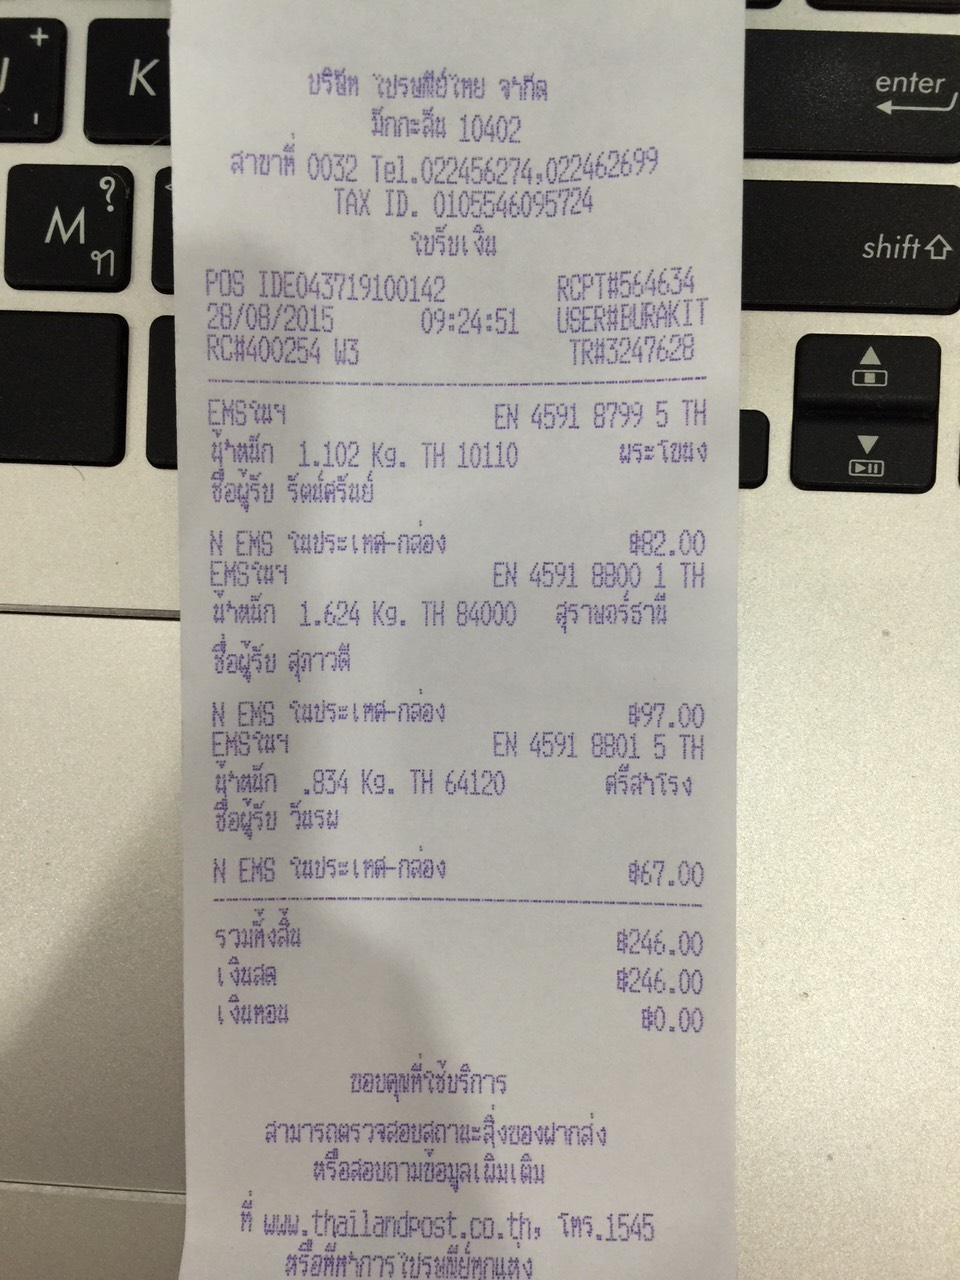 บริษัท ไปรษณีย์ไทย จำกัด
มักกะสัน 10402
สาขาที่ 0032 Tel.022456274,022462699
TAX ID. 0105546095724
ใบรับเงิน
POS IDE043719100142 RCPT#564634
28/08/2015 09:24:51 USER#BURAKIT
RC#400254 W3 TR#3247628
EMSในฯ EN 4591 8799 5 TH
น้ำหนัก 1.102 Kg. TH 10110 พระโขนง
ชื่อผู้รับ รัตน์ศรันย์
N EMS ในประเทศ-กล่อง ฿82.00
EMSในฯ EN 4591 8800 1 TH
น้ำหนัก 1.624 Kg. TH 84000 สุราษฎร์ธานี
ชื่อผู้รับ สุภาวดี
N EMS ในประเทศ-กล่อง ฿97.00
EMSในฯ EN 4591 8801 5 TH
น้ำหนัก .834 Kg. TH 64120 ศรีสำโรง
ชื่อผู้รับ วันรพ
N EMS ในประเทศ-กล่อง ฿67.00
รวมทั้งสิ้น ฿246.00
เงินสด ฿246.00
เงินทอน ฿0.00
ขอบคุณที่ใช้บริการ
สามารถตรวจสอบสถานะสิ่งของฝากส่ง
หรือสอบถามข้อมูลเพิ่มเติม
ที่ www.thailandpost.co.th, โทร.1545
หรือที่ทำการไปรษณีย์ทุกแห่ง
K
M
?
ท
+
-
enter
shift